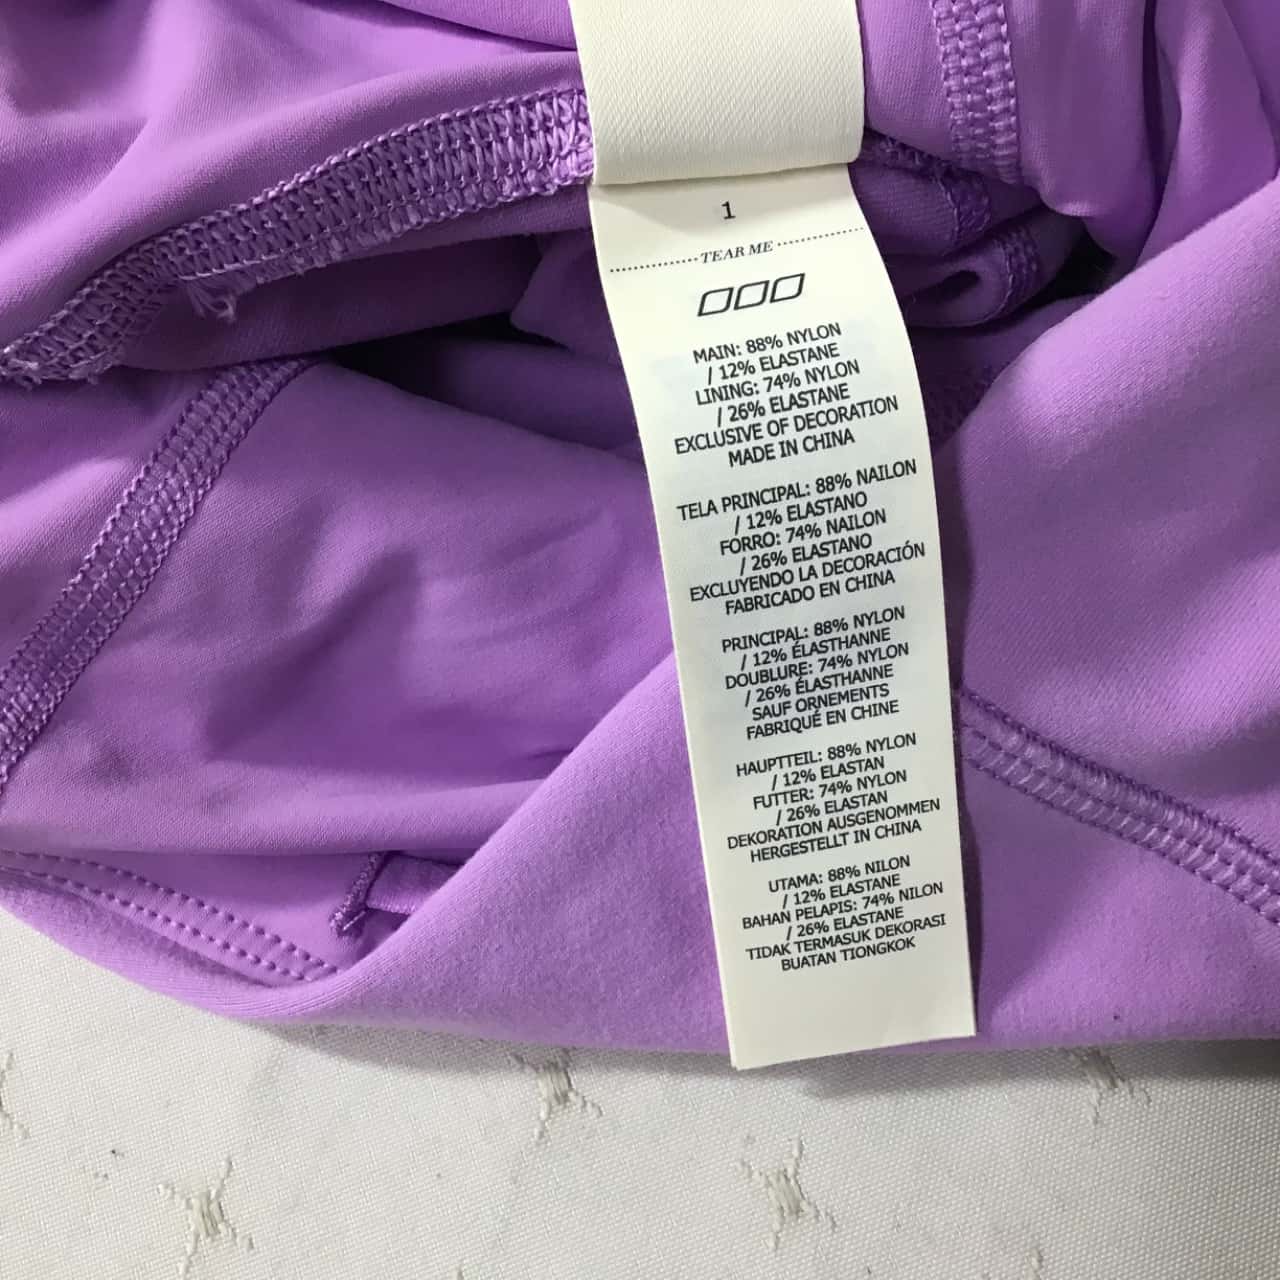 1
TEAR ME
MAIN: 88% NYLON
/ 12% ELASTANE
LINING: 74% NYLON
/ 26% ELASTANE
EXCLUSIVE OF DECORATION
MADE IN CHINA
TELA PRINCIPAL: 88% NAILON
/ 12% ELASTANO
FORRO: 74% NAILON
/ 26% ELASTANO
EXCLUYENDO LA DECORACIÓN
FABRICADO EN CHINA
PRINCIPAL: 88% NYLON
/ 12% ÉLASTHANNE
DOUBLURE: 74% NYLON
/ 26% ÉLASTHANNE
SAUF ORNEMENTS
FABRIQUÉ EN CHINE
HAUPTTEIL: 88% NYLON
/ 12% ELASTAN
FUTTER: 74% NYLON
/ 26% ELASTAN
DEKORATION AUSGENOMMEN
HERGESTELLT IN CHINA
UTAMA: 88% NILON
/ 12% ELASTANE
BAHAN PELAPIS: 74% NILON
/ 26% ELASTANE
TIDAK TERMASUK DEKORASI
BUATAN TIONGKOK